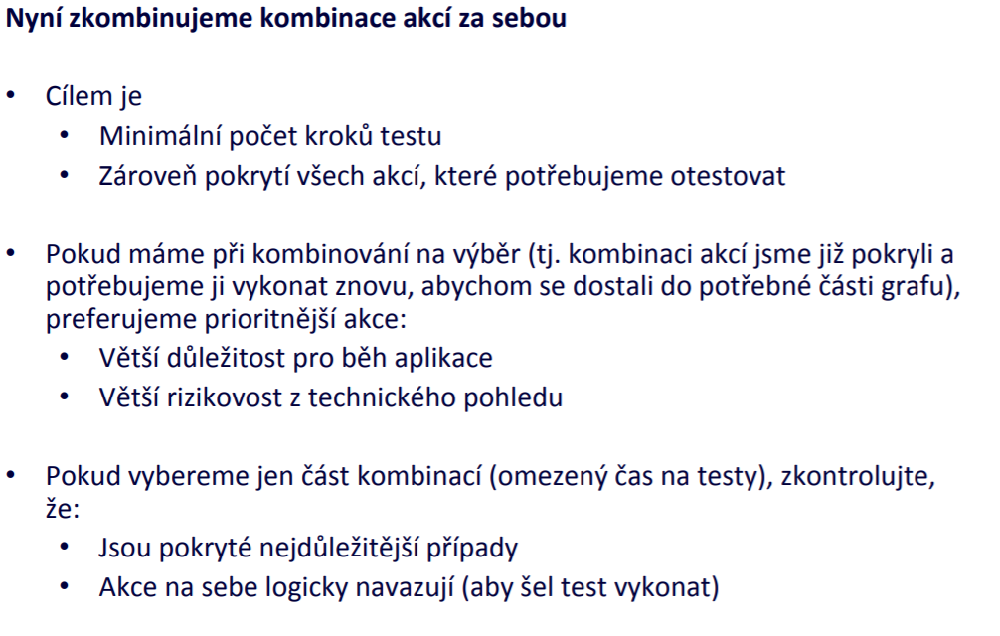 Nyní zkombinujeme kombinace akcí za sebou
• Cílem je
• Minimální počet kroků testu
• Zároveň pokrytí všech akcí, které potřebujeme otestovat
• Pokud máme při kombinování na výběr (tj. kombinaci akcí jsme již pokryli a
potřebujeme ji vykonat znovu, abychom se dostali do potřebné části grafu),
preferujeme prioritnější akce:
• Větší důležitost pro běh aplikace
• Větší rizikovost z technického pohledu
• Pokud vybereme jen část kombinací (omezený čas na testy), zkontrolujte,
že:
• Jsou pokryté nejdůležitější případy
• Akce na sebe logicky navazují (aby šel test vykonat)